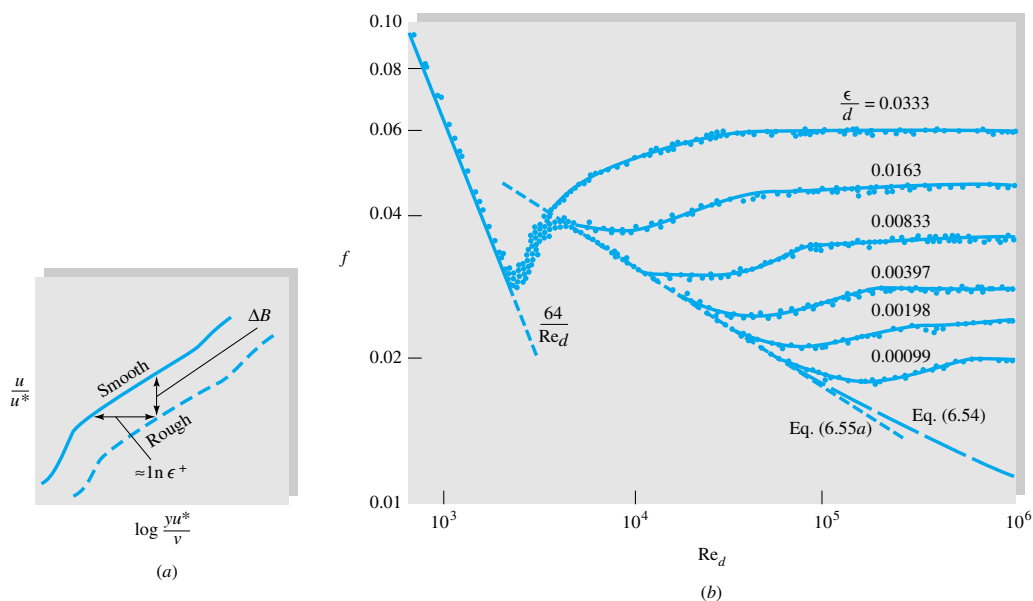 u
u*
Smooth
Rough
ΔB
≈ln ϵ⁺
log yu*
ν
(a)
f
0.10
0.08
0.06
0.04
0.02
0.01
ϵ
d = 0.0333
0.0163
0.00833
0.00397
0.00198
0.00099
64
Re_d
Eq. (6.55a)
Eq. (6.54)
10³ 10⁴ 10⁵ 10⁶
Re_d
(b)